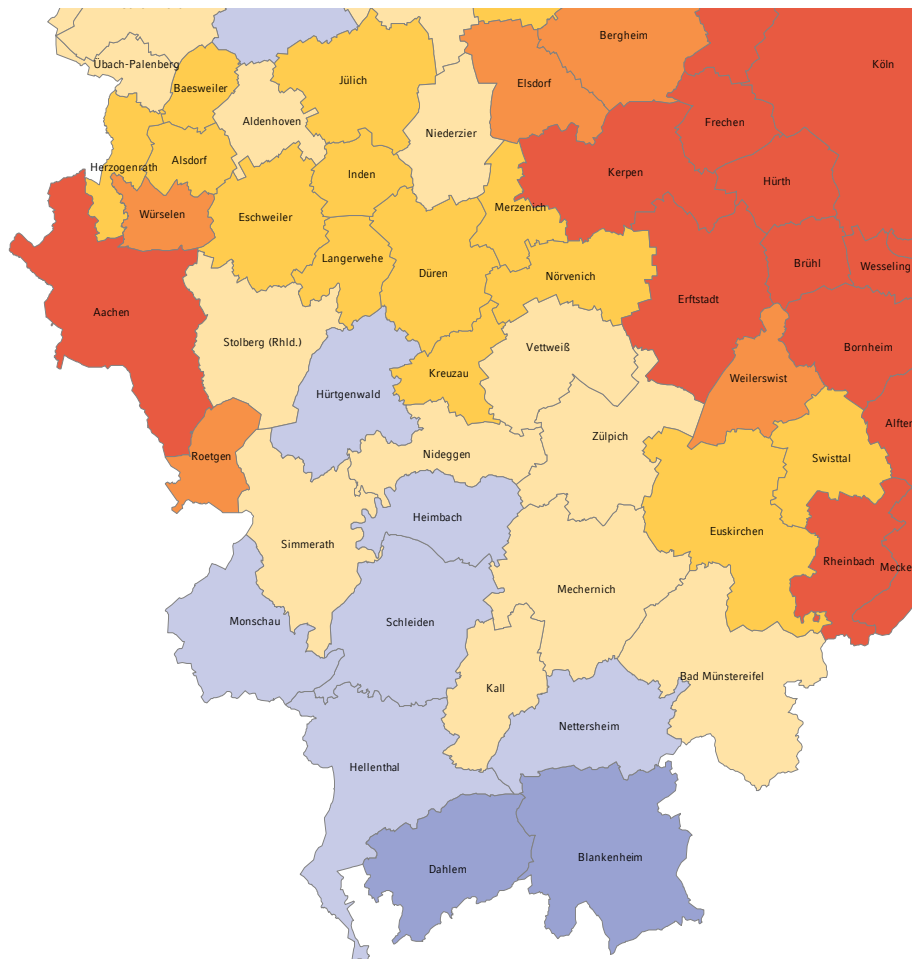 Bergheim
Köln
Übach-Palenberg
Jülich
Baesweiler
Elsdorf
Aldenhoven
Frechen
Niederzier
Alsdorf
Herzogenrath
Inden
Kerpen
Hürth
Würselen
Eschweiler
Merzenich
Langerwehe
Düren
Nörvenich
Brühl
Wesseling
Aachen
Erftstadt
Stolberg (Rhld.)
Vettweiß
Bornheim
Kreuzau
Weilerswist
Hürtgenwald
Alfter
Zülpich
Roetgen
Nideggen
Swisttal
Heimbach
Euskirchen
Simmerath
Rheinbach
Mecke
Mechernich
Monschau
Schleiden
Bad Münstereifel
Kall
Nettersheim
Hellenthal
Blankenheim
Dahlem